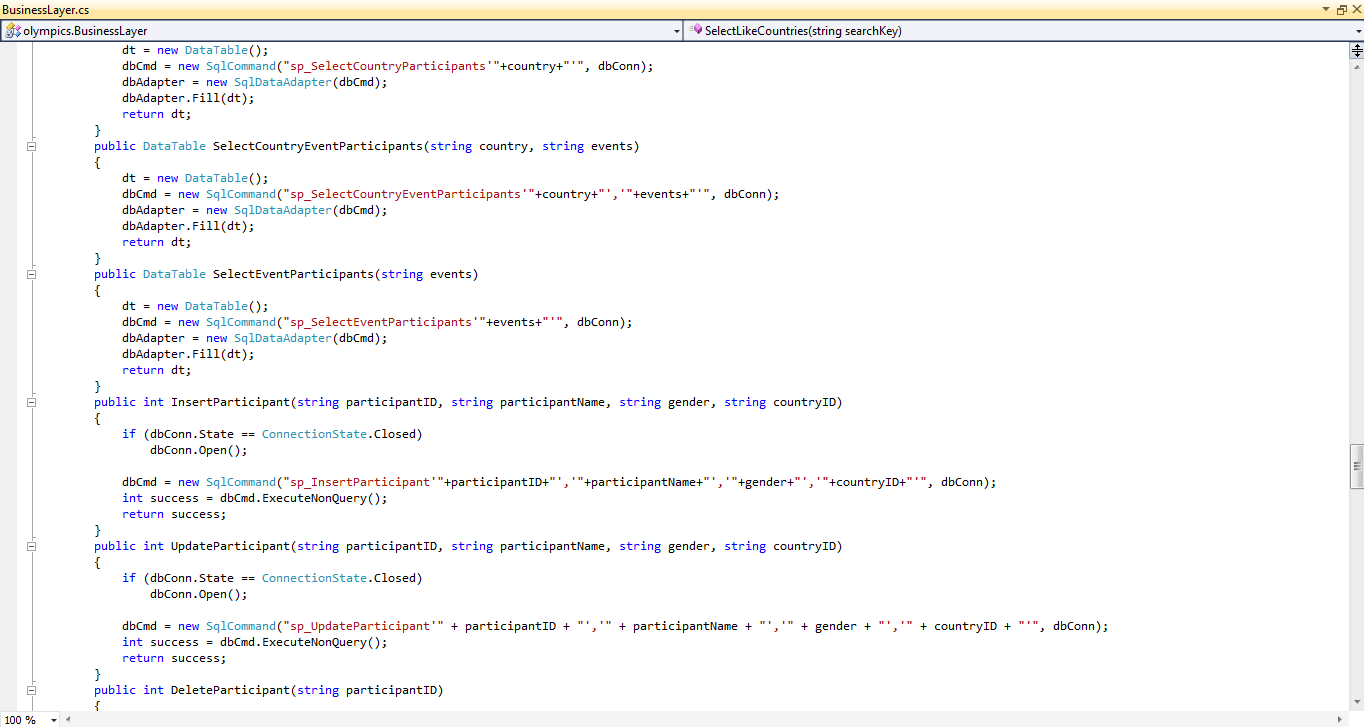 BusinessLayer.cs
olympics.BusinessLayer
SelectLikeCountries(string searchKey)
dt = new DataTable();
dbCmd = new SqlCommand("sp_SelectCountryParticipants'"+country+"'", dbConn);
dbAdapter = new SqlDataAdapter(dbCmd);
dbAdapter.Fill(dt);
return dt;
}
public DataTable SelectCountryEventParticipants(string country, string events)
{
dt = new DataTable();
dbCmd = new SqlCommand("sp_SelectCountryEventParticipants'"+country+"','"+events+"'", dbConn);
dbAdapter = new SqlDataAdapter(dbCmd);
dbAdapter.Fill(dt);
return dt;
}
public DataTable SelectEventParticipants(string events)
{
dt = new DataTable();
dbCmd = new SqlCommand("sp_SelectEventParticipants'"+events+"'", dbConn);
dbAdapter = new SqlDataAdapter(dbCmd);
dbAdapter.Fill(dt);
return dt;
}
public int InsertParticipant(string participantID, string participantName, string gender, string countryID)
{
if (dbConn.State == ConnectionState.Closed)
dbConn.Open();
dbCmd = new SqlCommand("sp_InsertParticipant'"+participantID+"','"+participantName+"','"+gender+"','"+countryID+"'", dbConn);
int success = dbCmd.ExecuteNonQuery();
return success;
}
public int UpdateParticipant(string participantID, string participantName, string gender, string countryID)
{
if (dbConn.State == ConnectionState.Closed)
dbConn.Open();
dbCmd = new SqlCommand("sp_UpdateParticipant'" + participantID + "','" + participantName + "','" + gender + "','" + countryID + "'", dbConn);
int success = dbCmd.ExecuteNonQuery();
return success;
}
public int DeleteParticipant(string participantID)
{
100 %